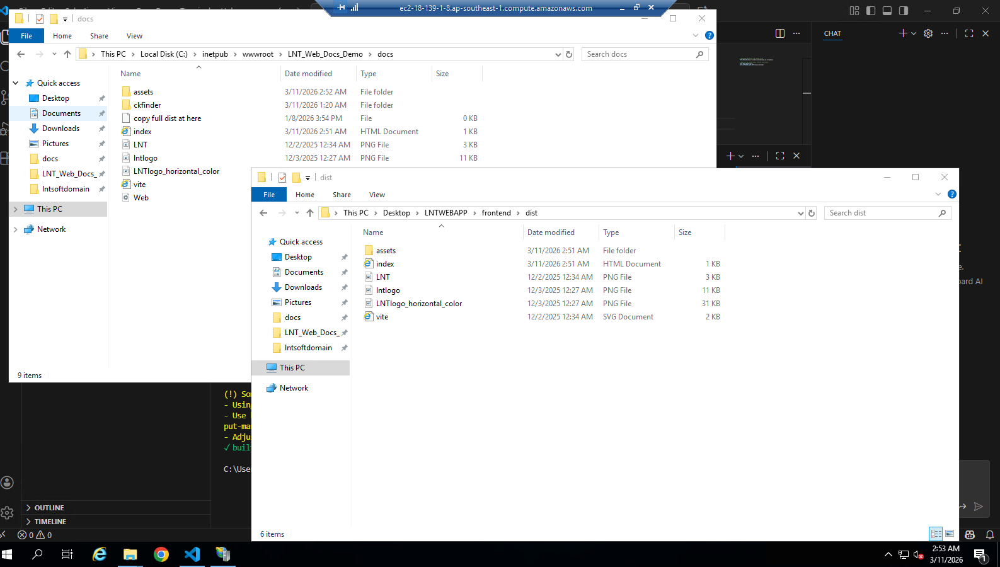 ec2-18-139-1-8.ap-southeast-1.compute.amazonaws.com
docs
File Home Share View
This PC Local Disk (C:) inetpub wwwroot LNT_Web_Docs_Demo docs
Search docs
Name Date modified Type Size
Quick access
Desktop
Documents
Downloads
Pictures
docs
LNT_Web_Docs_
lntsoftdomain
This PC
Network
assets 3/11/2026 2:52 AM File folder
ckfinder 3/11/2026 1:20 AM File folder
copy full dist at here 1/8/2026 3:54 PM File 0 KB
index 3/11/2026 2:51 AM HTML Document 1 KB
LNT 12/2/2025 12:34 AM PNG File 3 KB
lntlogo 12/3/2025 12:27 AM PNG File 11 KB
LNTlogo_horizontal_color
vite
Web
9 items
CHAT
dist
File Home Share View
This PC Desktop LNTWEBAPP frontend dist
Search dist
Name Date modified Type Size
Quick access
Desktop
Documents
Downloads
Pictures
docs
LNT_Web_Docs_
lntsoftdomain
This PC
Network
assets 3/11/2026 2:51 AM File folder
index 3/11/2026 2:51 AM HTML Document 1 KB
LNT 12/2/2025 12:34 AM PNG File 3 KB
lntlogo 12/3/2025 12:27 AM PNG File 11 KB
LNTlogo_horizontal_color 12/3/2025 12:27 AM PNG File 31 KB
vite 12/2/2025 12:34 AM SVG Document 2 KB
6 items
oard AI
(!) So
- Using
- Use
put-ma
- Adju
✓ buil
C:\Use
OUTLINE
TIMELINE
0 0
2:53 AM
3/11/2026
1